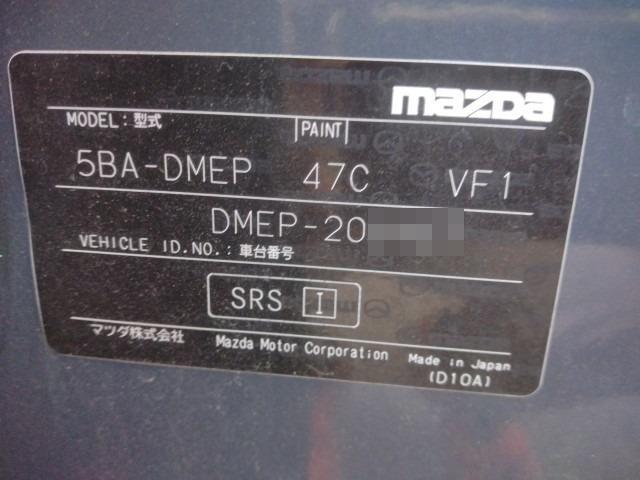 mazda
MODEL : 型式 PAINT
5BA-DMEP 47C VF1
DMEP-20
VEHICLE ID.NO.: 車台番号
SRS I
マツダ株式会社 Mazda Motor Corporation Made in Japan
(D10A)